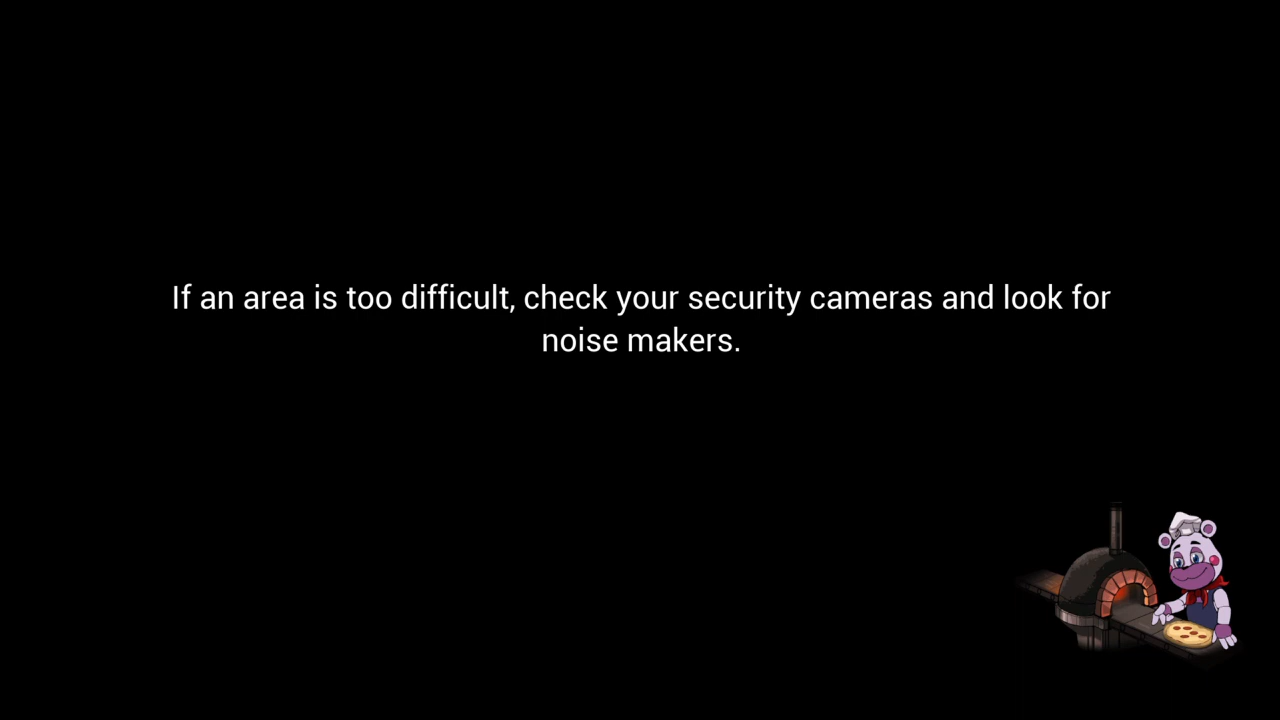 If an area is too difficult, check your security cameras and look for
noise makers.